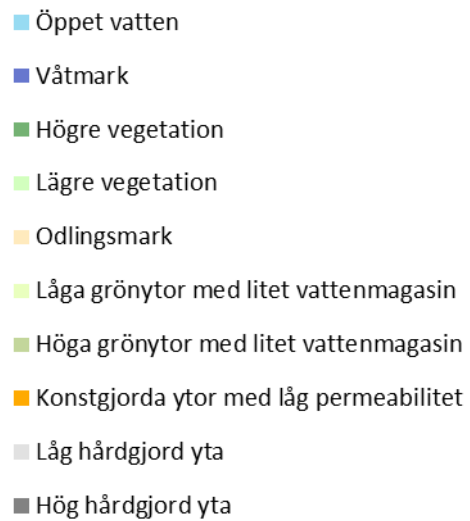 Öppet vatten
Våtmark
Högre vegetation
Lägre vegetation
Odlingsmark
Låga grönytor med litet vattenmagasin
Höga grönytor med litet vattenmagasin
Konstgjorda ytor med låg permeabilitet
Låg hårdgjord yta
Hög hårdgjord yta